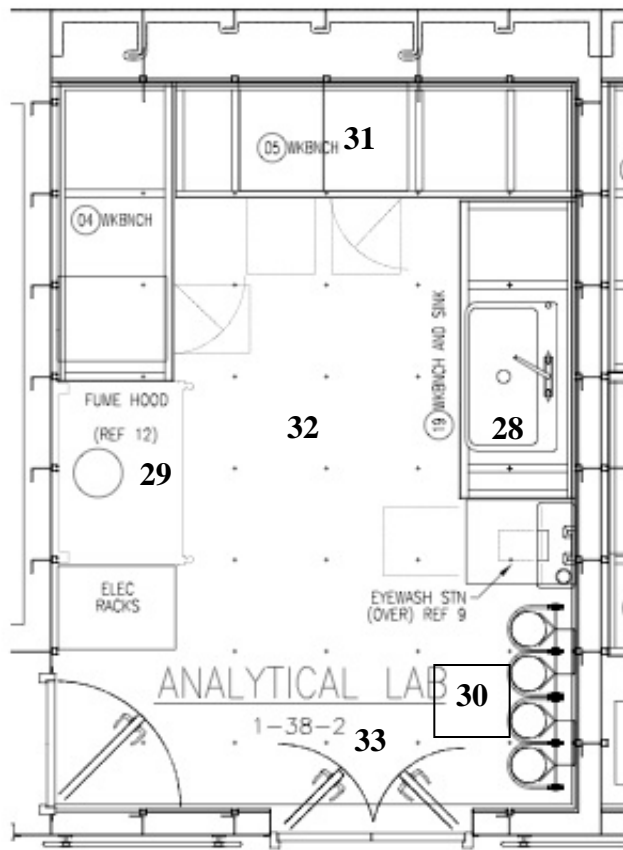 05 WKBNCH 31
04 WKBNCH
19 WKBNCH AND SINK
28
FUME HOOD
(REF 12)
29
32
ELEC
RACKS
EYEWASH STN
(OVER) REF 9
ANALYTICAL LAB
1-38-2
30
33